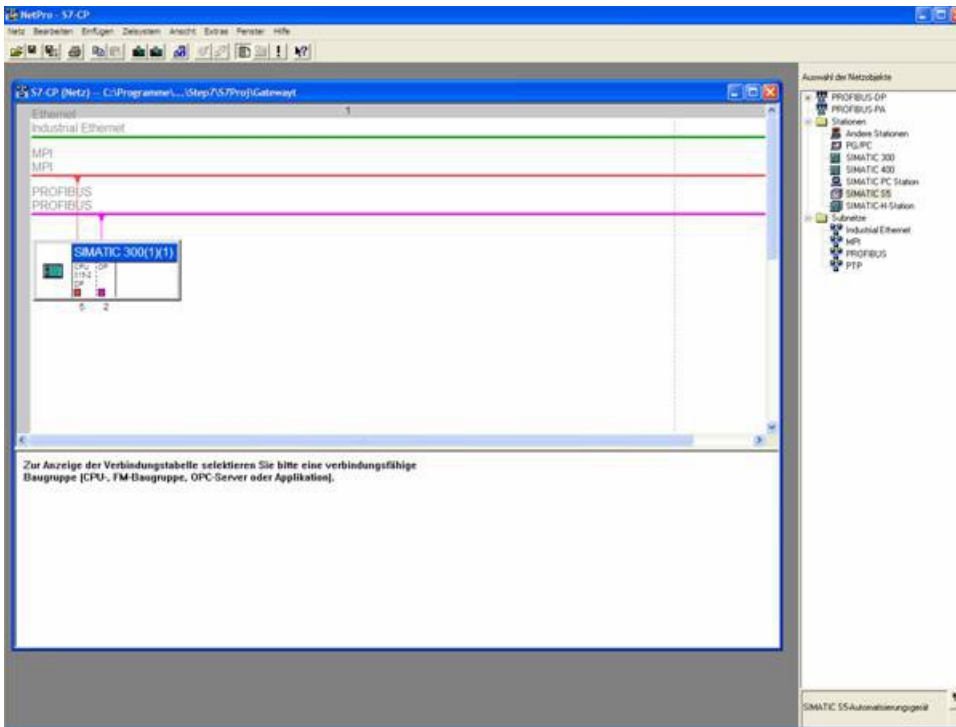 NetPro - S7-CP
Netz Bearbeiten Einfügen Zielsystem Ansicht Extras Fenster Hilfe
S7-CP (Netz) -- C:\Programme\...\Step7\S7Proj\Gatewayt
1
Ethernet
Industrial Ethernet
MPI
MPI
PROFIBUS
PROFIBUS
SIMATIC 300(1)(1)
CPU DP
315-2
DP
5 2
Zur Anzeige der Verbindungstabelle selektieren Sie bitte eine verbindungsfähige
Baugruppe (CPU-, FM-Baugruppe, OPC-Server oder Applikation).
Auswahl der Netzobjekte
PROFIBUS-DP
PROFIBUS-PA
Stationen
Andere Stationen
PG/PC
SIMATIC 300
SIMATIC 400
SIMATIC PC Station
SIMATIC S5
SIMATIC-H-Station
Subnetze
Industrial Ethernet
MPI
PROFIBUS
PTP
SIMATIC S5-Automatisierungsgerät